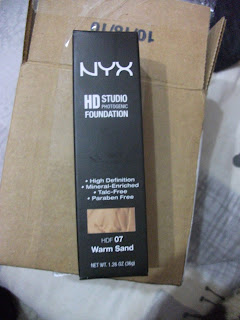 NYX
HD STUDIO
PHOTOGENIC
FOUNDATION
• High Definition
• Mineral-Enriched
• Talc-Free
• Paraben Free
HDF 07
Warm Sand
NET WT. 1.26 OZ (36g)